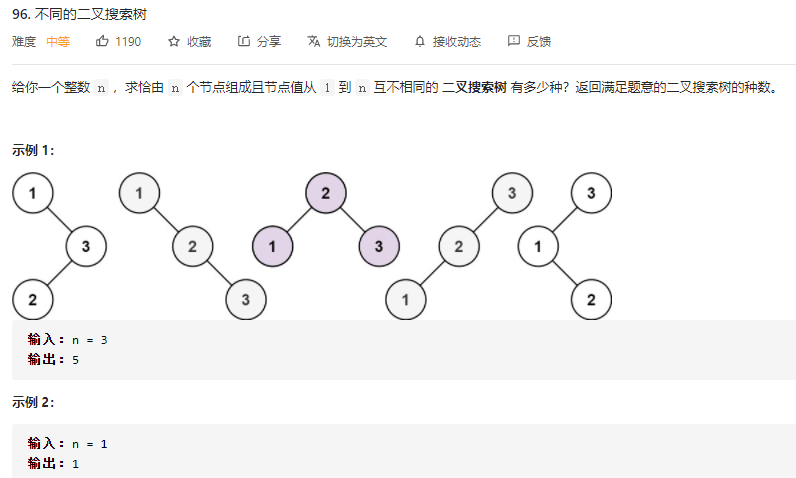 96. 不同的二叉搜索树
难度 中等 1190 收藏 分享 切换为英文 接收动态 反馈
给你一个整数 n ，求恰由 n 个节点组成且节点值从 1 到 n 互不相同的 二叉搜索树 有多少种？返回满足题意的二叉搜索树的种数。
示例 1：
1 1 2 3 3
3 2 1 3 2 1
2 3 1 2
输入：n = 3
输出：5
示例 2：
输入：n = 1
输出：1